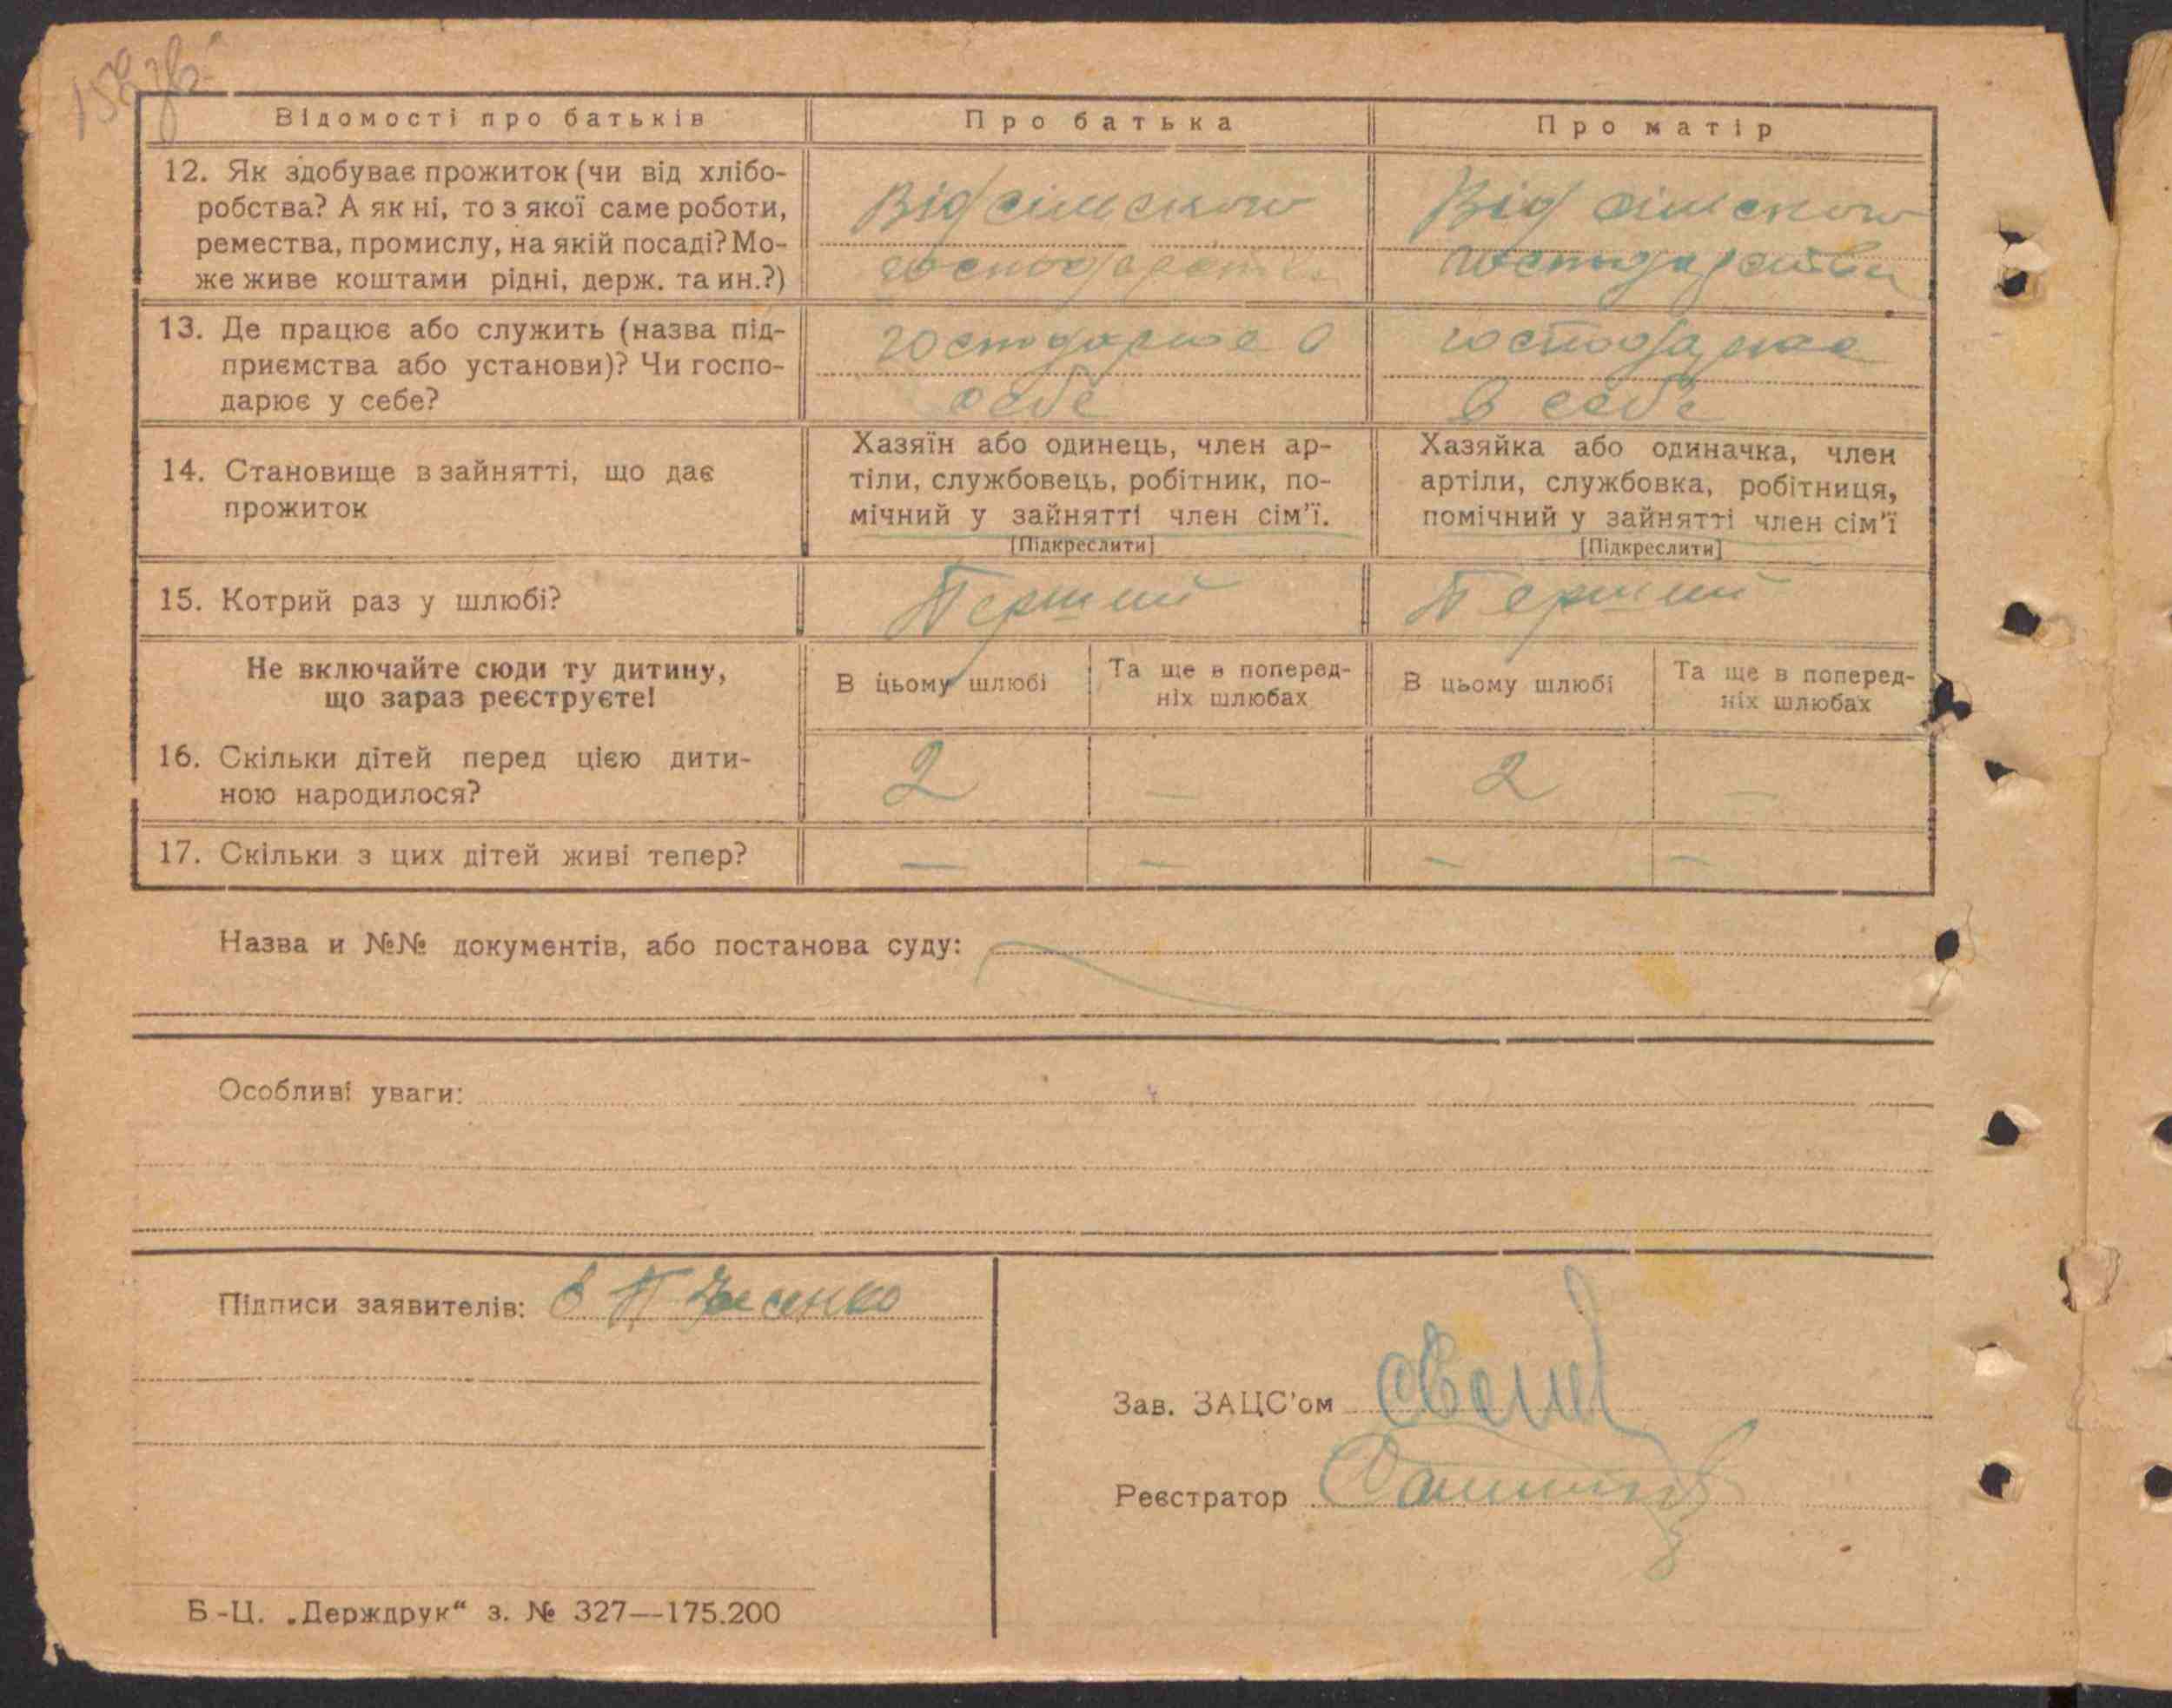 158 зв.
Відомості про батьків
Про батька
Про матір
12. Як здобуває прожиток (чи від хлібо-
робства? А як ні, то з якої саме роботи,
ремества, промислу, на якій посаді? Мо-
же живе коштами рідні, держ. та ин.?)
Від сільського
господарства
Від сільського
господарства
13. Де працює або служить (назва під-
приємства або установи)? Чи госпо-
дарює у себе?
господарює в
себе
господарює
в себе
14. Становище в зайнятті, що дає
прожиток
Хазяїн або одинець, член ар-
тіли, службовець, робітник, по-
мічний у зайнятті член сім'ї.
[Підкреслити]
Хазяйка або одиначка, член
артіли, службовка, робітниця,
помічний у зайнятті член сім'ї
[Підкреслити]
15. Котрий раз у шлюбі?
Перший
Перший
Не включайте сюди ту дитину,
що зараз реєструєте!
В цьому шлюбі
Та ще в поперед-
ніх шлюбах
В цьому шлюбі
Та ще в поперед-
ніх шлюбах
16. Скільки дітей перед цією дити-
ною народилося?
2 — 2 —
17. Скільки з цих дітей живі тепер?
— — — —
Назва и №№ документів, або постанова суду:
Особливі уваги:
Підписи заявителів:
Зав. ЗАЦС'ом
Реєстратор
Б-Ц. „Держдрук“ з. № 327—175.200